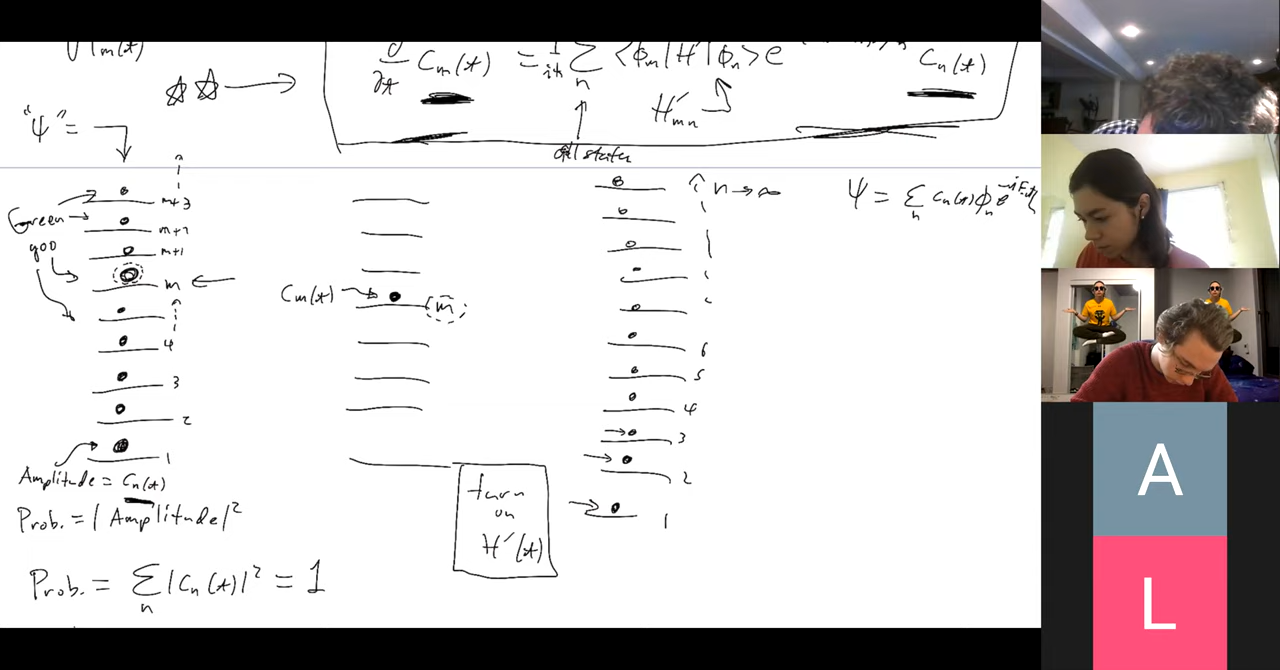 ∂/∂t Cm(t) = 1/iħ Σn <ϕm|H'|ϕn> e Cn(t)
H'mn
all states
"Ψ" =
m+3
Green
m+2
goo
m+1
m
4
3
2
1
Amplitude = Cn(t)
Prob. = | Amplitude|²
Prob. = Σn |Cn(t)|² = 1
Cm(t)
m
turn
on
H'(t)
n→∞
6
5
4
3
2
1
Ψ = Σn Cn(t) ϕn e
A
L